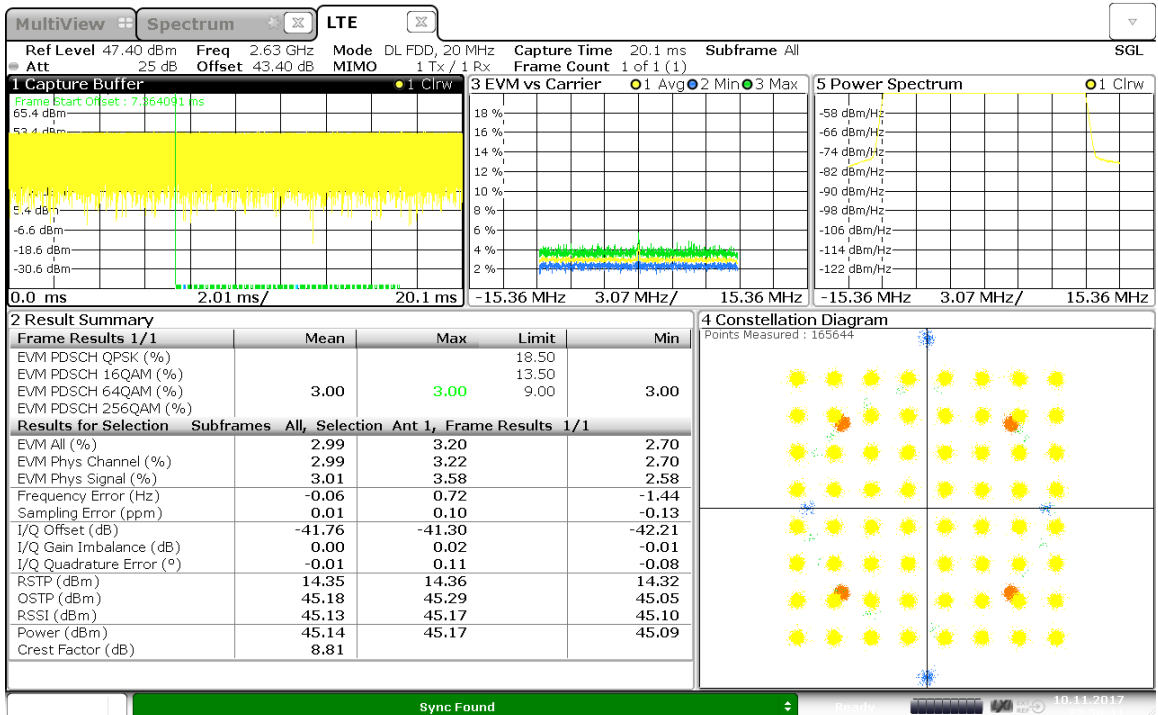 MultiView Spectrum LTE
Ref Level 47.40 dBm Freq 2.63 GHz Mode DL FDD, 20 MHz Capture Time 20.1 ms Subframe All SGL
Att 25 dB Offset 43.40 dB MIMO 1 Tx / 1 Rx Frame Count 1 of 1 (1)
1 Capture Buffer 1 Clrw
Frame Start Offset : 7.364091 ms
65.4 dBm
53.4 dBm
5.4 dBm
-6.6 dBm
-18.6 dBm
-30.6 dBm
0.0 ms 2.01 ms/ 20.1 ms
3 EVM vs Carrier 1 Avg 2 Min 3 Max
18 %
16 %
14 %
12 %
10 %
8 %
6 %
4 %
2 %
-15.36 MHz 3.07 MHz/ 15.36 MHz
5 Power Spectrum 1 Clrw
-58 dBm/Hz
-66 dBm/Hz
-74 dBm/Hz
-82 dBm/Hz
-90 dBm/Hz
-98 dBm/Hz
-106 dBm/Hz
-114 dBm/Hz
-122 dBm/Hz
-15.36 MHz 3.07 MHz/ 15.36 MHz
2 Result Summary
Frame Results 1/1 Mean Max Limit Min
EVM PDSCH QPSK (%) 18.50
EVM PDSCH 16QAM (%) 13.50
EVM PDSCH 64QAM (%) 3.00 3.00 9.00 3.00
EVM PDSCH 256QAM (%)
Results for Selection Subframes All, Selection Ant 1, Frame Results 1/1
EVM All (%) 2.99 3.20 2.70
EVM Phys Channel (%) 2.99 3.22 2.70
EVM Phys Signal (%) 3.01 3.58 2.58
Frequency Error (Hz) -0.06 0.72 -1.44
Sampling Error (ppm) 0.01 0.10 -0.13
I/Q Offset (dB) -41.76 -41.30 -42.21
I/Q Gain Imbalance (dB) 0.00 0.02 -0.01
I/Q Quadrature Error (°) -0.01 0.11 -0.08
RSTP (dBm) 14.35 14.36 14.32
OSTP (dBm) 45.18 45.29 45.05
RSSI (dBm) 45.13 45.17 45.10
Power (dBm) 45.14 45.17 45.09
Crest Factor (dB) 8.81
4 Constellation Diagram
Points Measured : 165644
Sync Found
Ready
EXT REF
10.11.2017